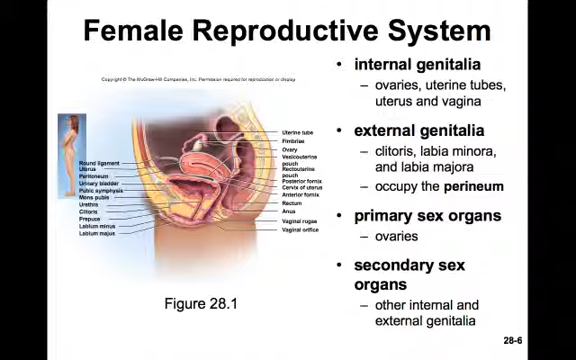 Female Reproductive System
Copyright © The McGraw-Hill Companies, Inc. Permission required for reproduction or display.
Round ligament
Uterus
Peritoneum
Urinary bladder
Pubic symphysis
Mons pubis
Urethra
Clitoris
Prepuce
Labium minus
Labium majus
Uterine tube
Fimbriae
Ovary
Vesicouterine
pouch
Rectouterine
pouch
Posterior fornix
Cervix of uterus
Anterior fornix
Rectum
Anus
Vaginal rugae
Vaginal orifice
Figure 28.1
• internal genitalia
– ovaries, uterine tubes,
uterus and vagina
• external genitalia
– clitoris, labia minora,
and labia majora
– occupy the perineum
• primary sex organs
– ovaries
• secondary sex
organs
– other internal and
external genitalia
28-6